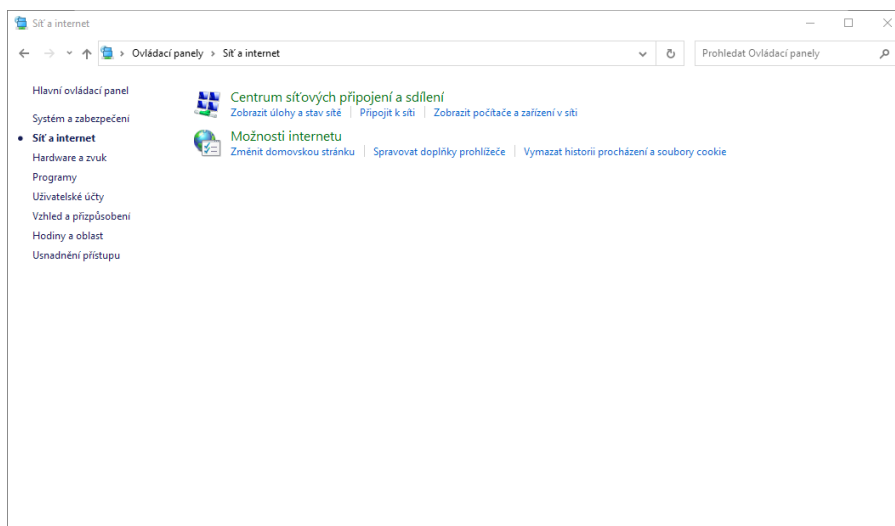 Síť a internet
Ovládací panely › Síť a internet
Prohledat Ovládací panely
Hlavní ovládací panel
Systém a zabezpečení
Síť a internet
Hardware a zvuk
Programy
Uživatelské účty
Vzhled a přizpůsobení
Hodiny a oblast
Usnadnění přístupu
Centrum síťových připojení a sdílení
Zobrazit úlohy a stav sítě | Připojit k síti | Zobrazit počítače a zařízení v síti
Možnosti internetu
Změnit domovskou stránku | Spravovat doplňky prohlížeče | Vymazat historii procházení a soubory cookie